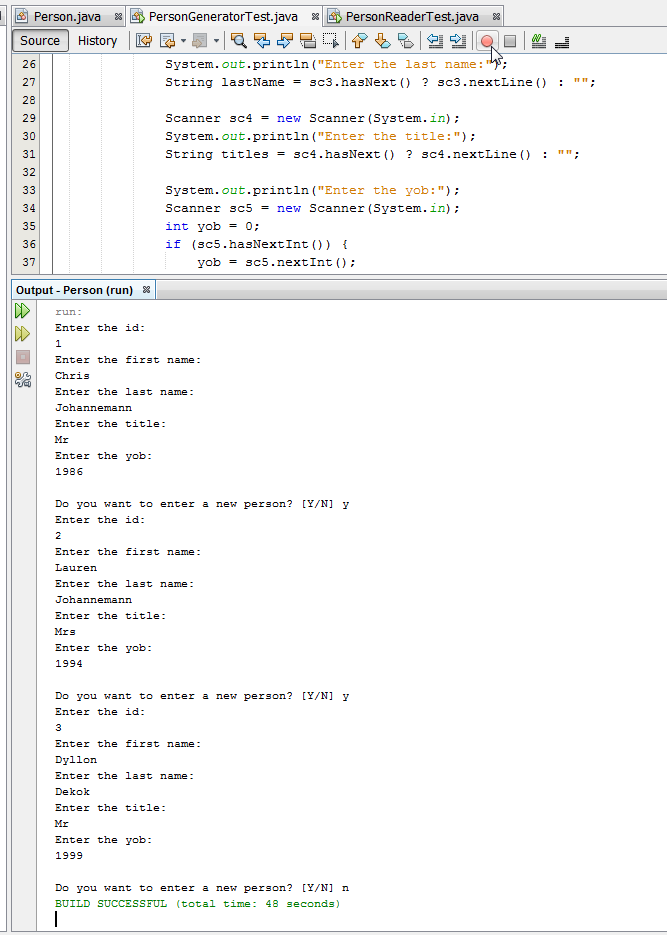 Person.java PersonGeneratorTest.java PersonReaderTest.java
Source History
26 System.out.println("Enter the last name:");
27 String lastName = sc3.hasNext() ? sc3.nextLine() : "";
28
29 Scanner sc4 = new Scanner(System.in);
30 System.out.println("Enter the title:");
31 String titles = sc4.hasNext() ? sc4.nextLine() : "";
32
33 System.out.println("Enter the yob:");
34 Scanner sc5 = new Scanner(System.in);
35 int yob = 0;
36 if (sc5.hasNextInt()) {
37 yob = sc5.nextInt();
Output - Person (run)
run:
Enter the id:
1
Enter the first name:
Chris
Enter the last name:
Johannemann
Enter the title:
Mr
Enter the yob:
1986
Do you want to enter a new person? [Y/N] y
Enter the id:
2
Enter the first name:
Lauren
Enter the last name:
Johannemann
Enter the title:
Mrs
Enter the yob:
1994
Do you want to enter a new person? [Y/N] y
Enter the id:
3
Enter the first name:
Dyllon
Enter the last name:
Dekok
Enter the title:
Mr
Enter the yob:
1999
Do you want to enter a new person? [Y/N] n
BUILD SUCCESSFUL (total time: 48 seconds)